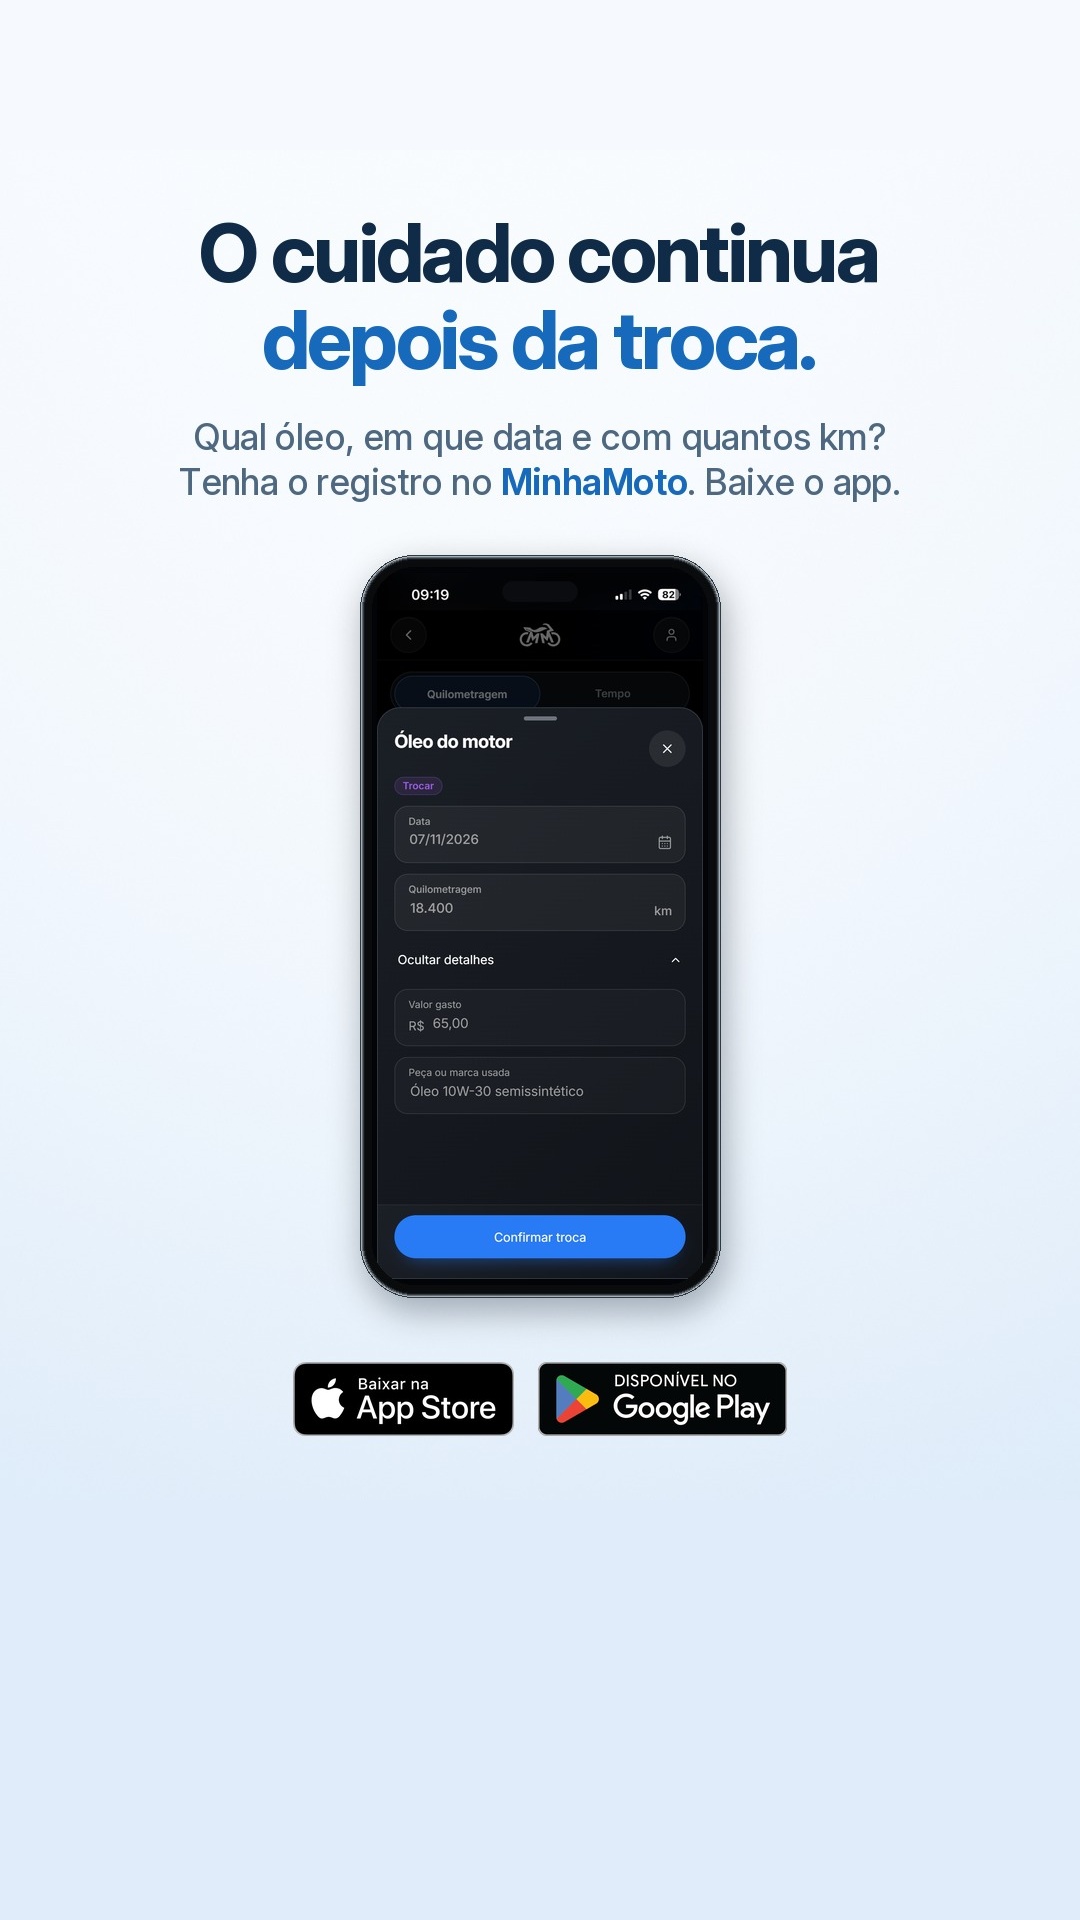 O cuidado continua
depois da troca.
Qual óleo, em que data e com quantos km?
Tenha o registro no MinhaMoto. Baixe o app.
09:19
82
MM
Quilometragem
Tempo
Óleo do motor
Trocar
Data
07/11/2026
Quilometragem
18.400
km
Ocultar detalhes
Valor gasto
R$ 65,00
Peça ou marca usada
Óleo 10W-30 semissintético
Confirmar troca
Baixar na
App Store
DISPONÍVEL NO
Google Play